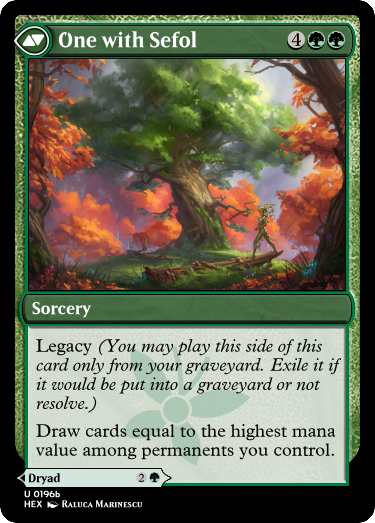 One with Sefol 4
Sorcery
Legacy (You may play this side of this
card only from your graveyard. Exile it if
it would be put into a graveyard or not
resolve.)
Draw cards equal to the highest mana
value among permanents you control.
Dryad 2
U 0196b
HEX Raluca Marinescu